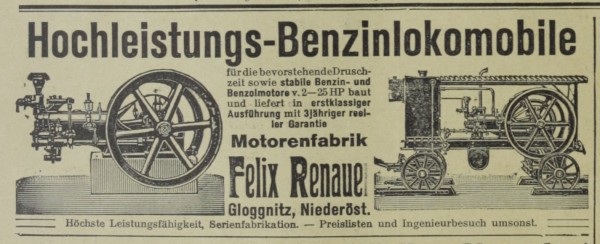 Hochleistungs-Benzinlokomobile
für die bevorstehende Drusch-
zeit sowie stabile Benzin- und
Benzolmotore v. 2—25 HP baut
und liefert in erstklassiger
Ausführung mit 3jähriger reel-
ler Garantie
Motorenfabrik
Felix Renauer
Gloggnitz, Niederöst.
Höchste Leistungsfähigkeit, Serienfabrikation. — Preislisten und Ingenieurbesuch umsonst.